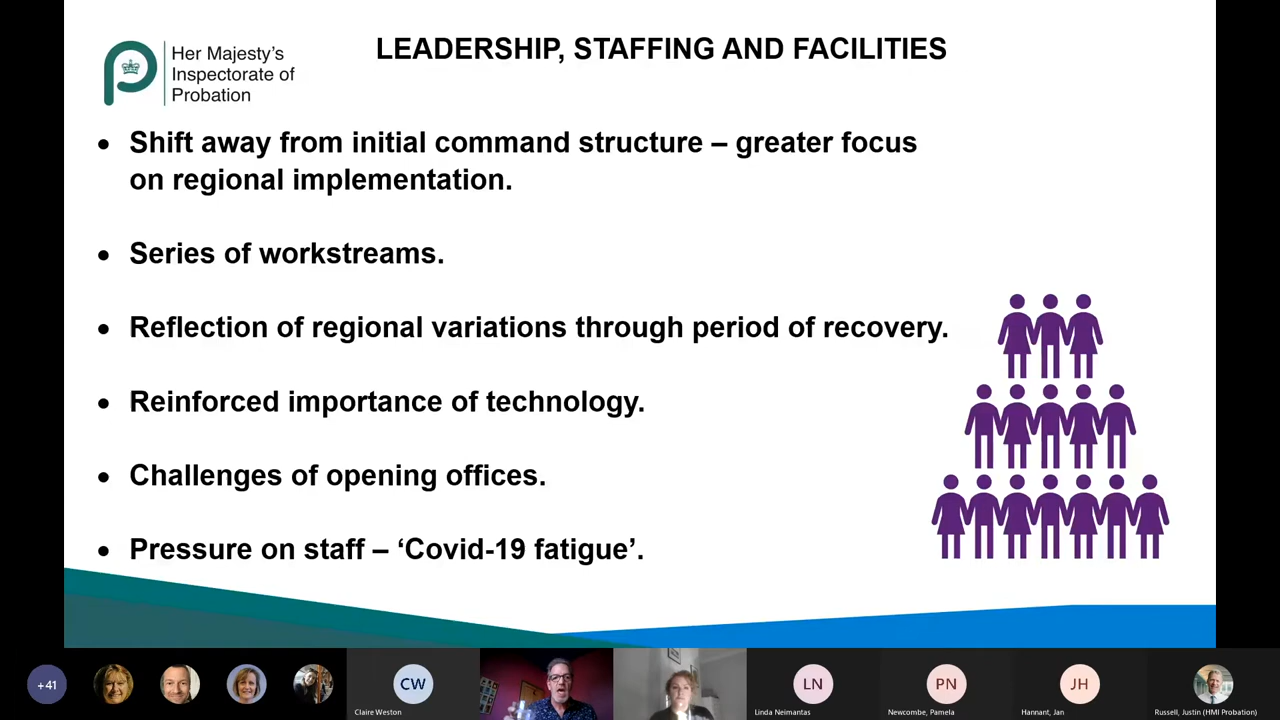 Her Majesty's
Inspectorate of
Probation
LEADERSHIP, STAFFING AND FACILITIES
• Shift away from initial command structure – greater focus
on regional implementation.
• Series of workstreams.
• Reflection of regional variations through period of recovery.
• Reinforced importance of technology.
• Challenges of opening offices.
• Pressure on staff – ‘Covid-19 fatigue’.
+41
CW
LN
PN
JH
Claire Weston
Linda Neimantas
Newcombe, Pamela
Hannant, Jan
Russell, Justin (HMI Probation)